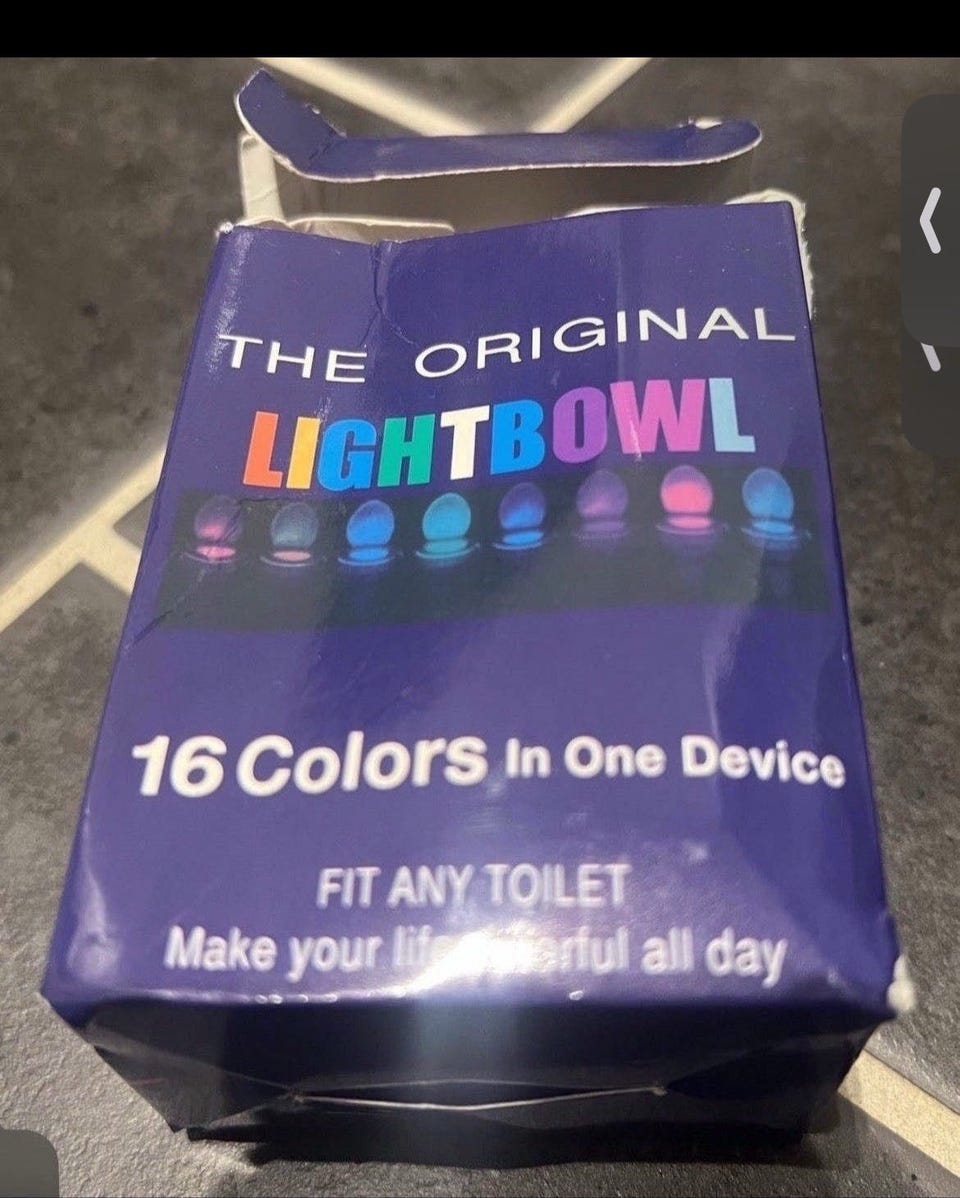 THE ORIGINAL
LIGHTBOWL
16 Colors In One Device
FIT ANY TOILET
Make your all day